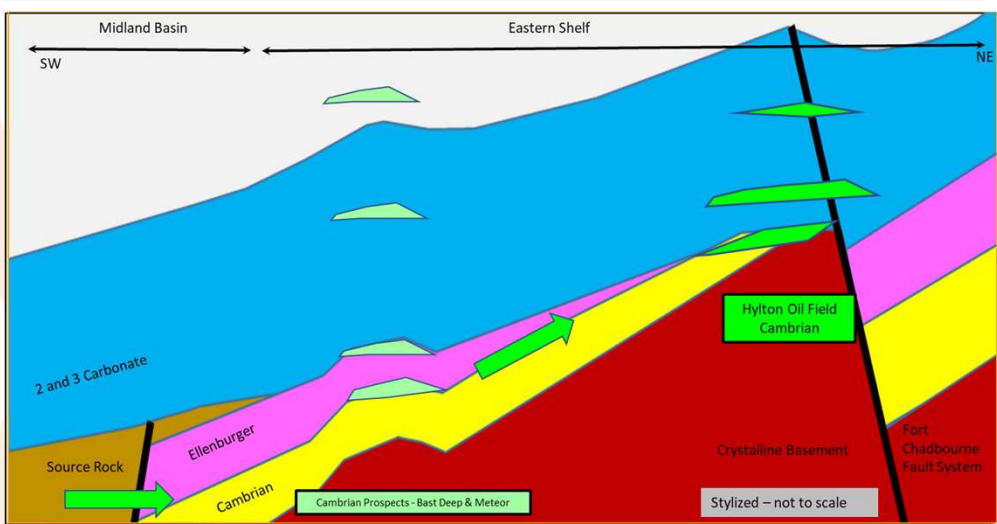 Midland Basin
Eastern Shelf
SW
NE
Hylton Oil Field
Cambrian
2 and 3 Carbonate
Ellenburger
Source Rock
Cambrian
Crystalline Basement
Fort
Chadbourne
Fault System
Cambrian Prospects - Bast Deep & Meteor
Stylized – not to scale